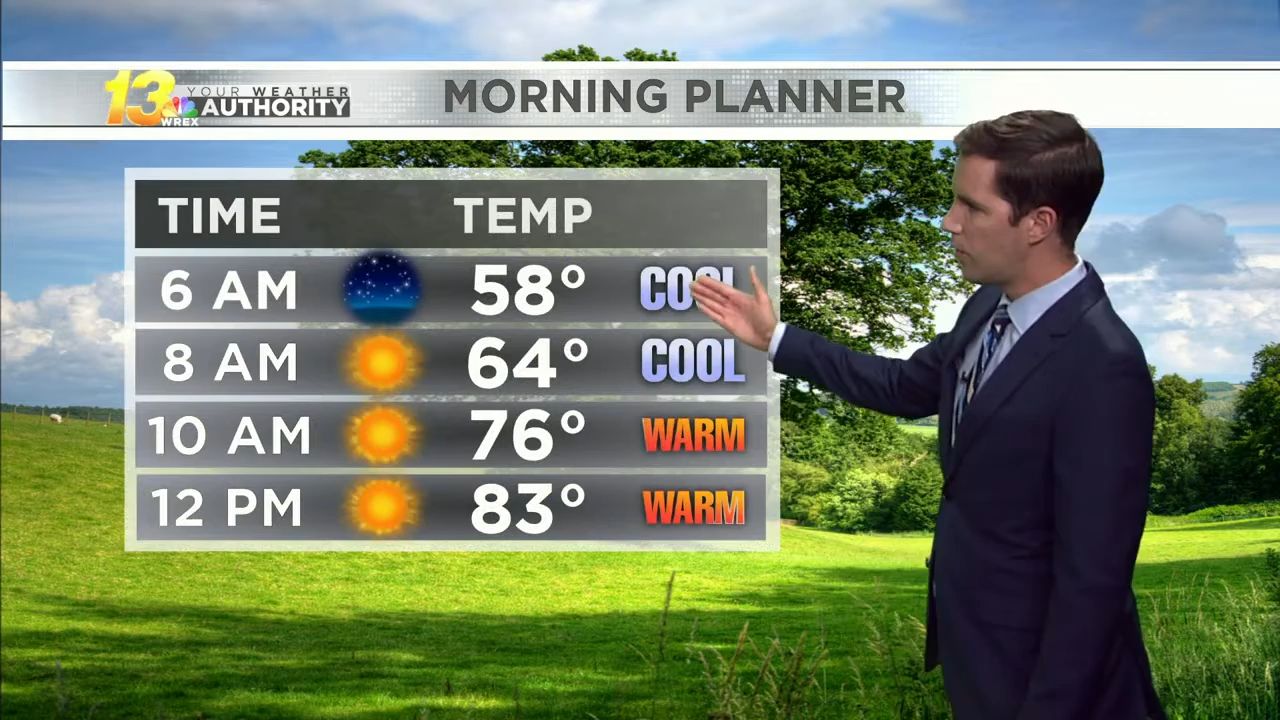 13
WREX
YOUR WEATHER
AUTHORITY
MORNING PLANNER
TIME TEMP
6 AM 58° COOL
8 AM 64° COOL
10 AM 76° WARM
12 PM 83° WARM